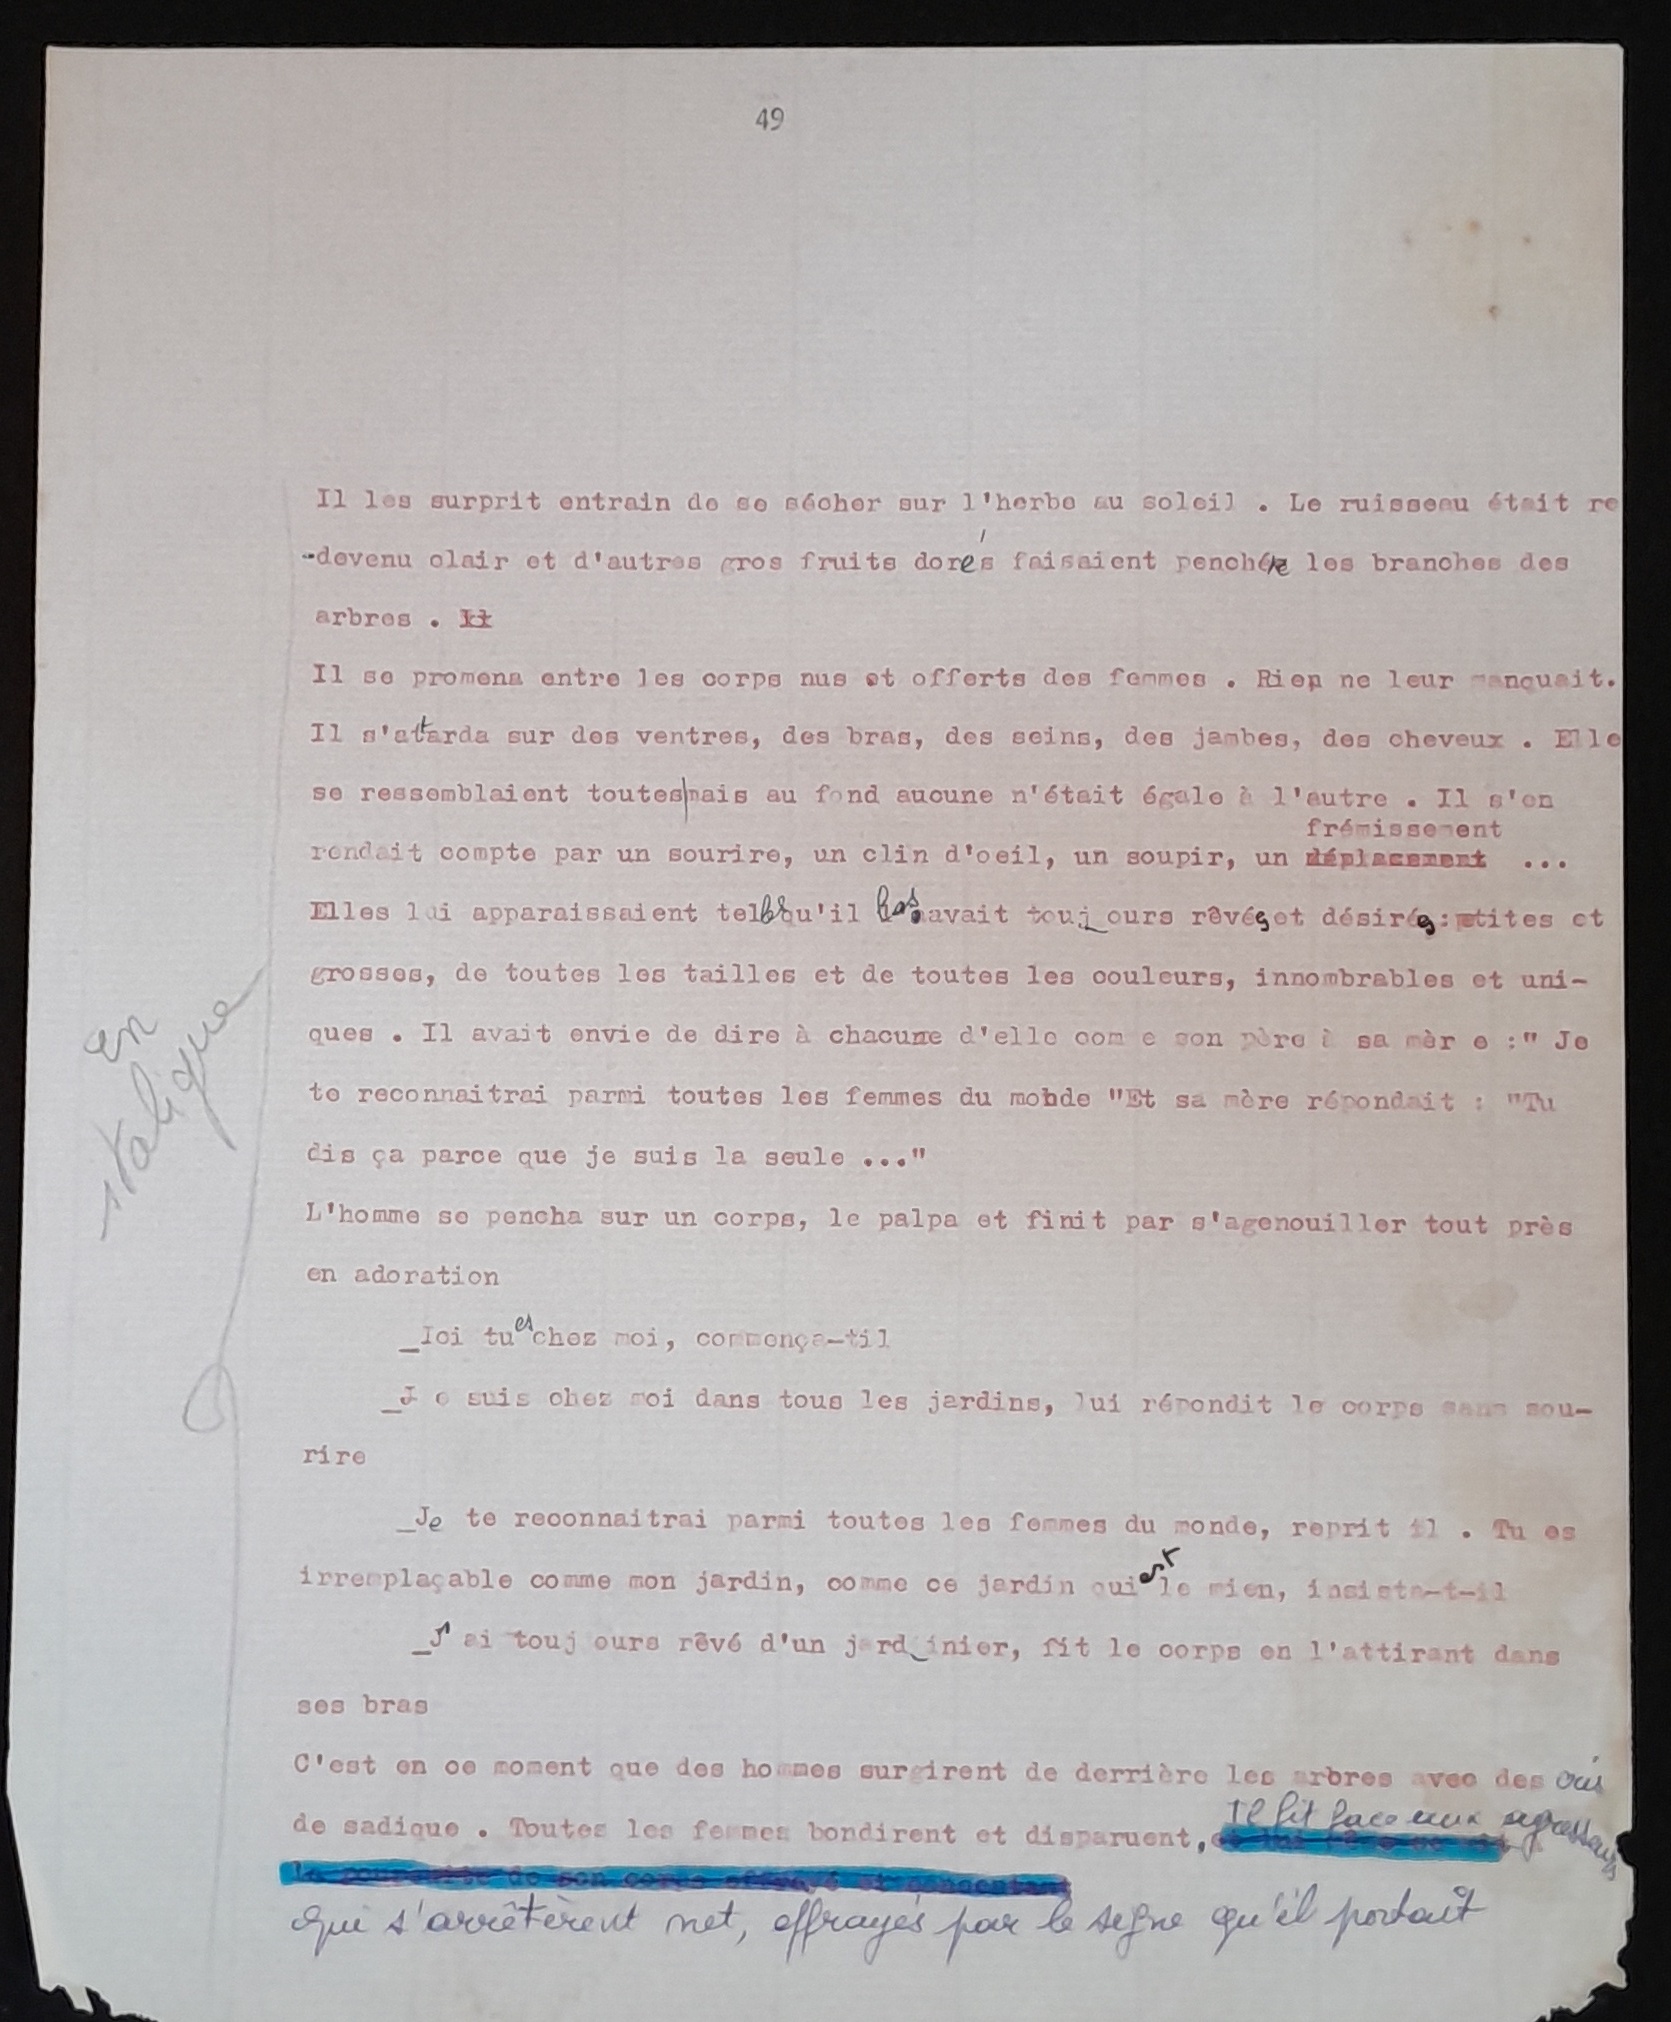 49
Il les surprit entrain de se sécher sur l'herbe au soleil . Le ruisseau était re
-devenu clair et d'autres gros fruits dorés faisaient pencher les branches des
arbres . Il
Il se promena entre les corps nus et offerts des femmes . Rien ne leur manquait.
Il s'attarda sur des ventres, des bras, des seins, des jambes, des cheveux . Elle
se ressemblaient toutes|mais au fond aucune n'était égale à l'autre . Il s'en
frémissement
rendait compte par un sourire, un clin d'oeil, un soupir, un déplacement ...
Elles lui apparaissaient telles qu'il les avait toujours rêvés et désirés: ptites et
grosses, de toutes les tailles et de toutes les couleurs, innombrables et uni-
ques . Il avait envie de dire à chacune d'elle com e son père à sa mèr e :" Je
te reconnaitrai parmi toutes les femmes du monde "Et sa mère répondait : "Tu
dis ça parce que je suis la seule ..."
en
italique
L'homme se pencha sur un corps, le palpa et finit par s'agenouiller tout près
en adoration
_Ici tu es chez moi, commença-til
_J e suis chez moi dans tous les jardins, lui répondit le corps sans sou-
rire
_Je te reconnaitrai parmi toutes les femmes du monde, reprit il . Tu es
irremplaçable comme mon jardin, comme ce jardin qui est le mien, insista-t-il
_J' ai touj ours rêvé d'un jardinier, fit le corps en l'attirant dans
ses bras
C'est en ce moment que des hommes surgirent de derrière les arbres avec des cris
de sadique . Toutes les femmes bondirent et disparuent, Il fit face aux agresseurs
qui s'arrêtèrent net, effrayés par le segne qu'il portait